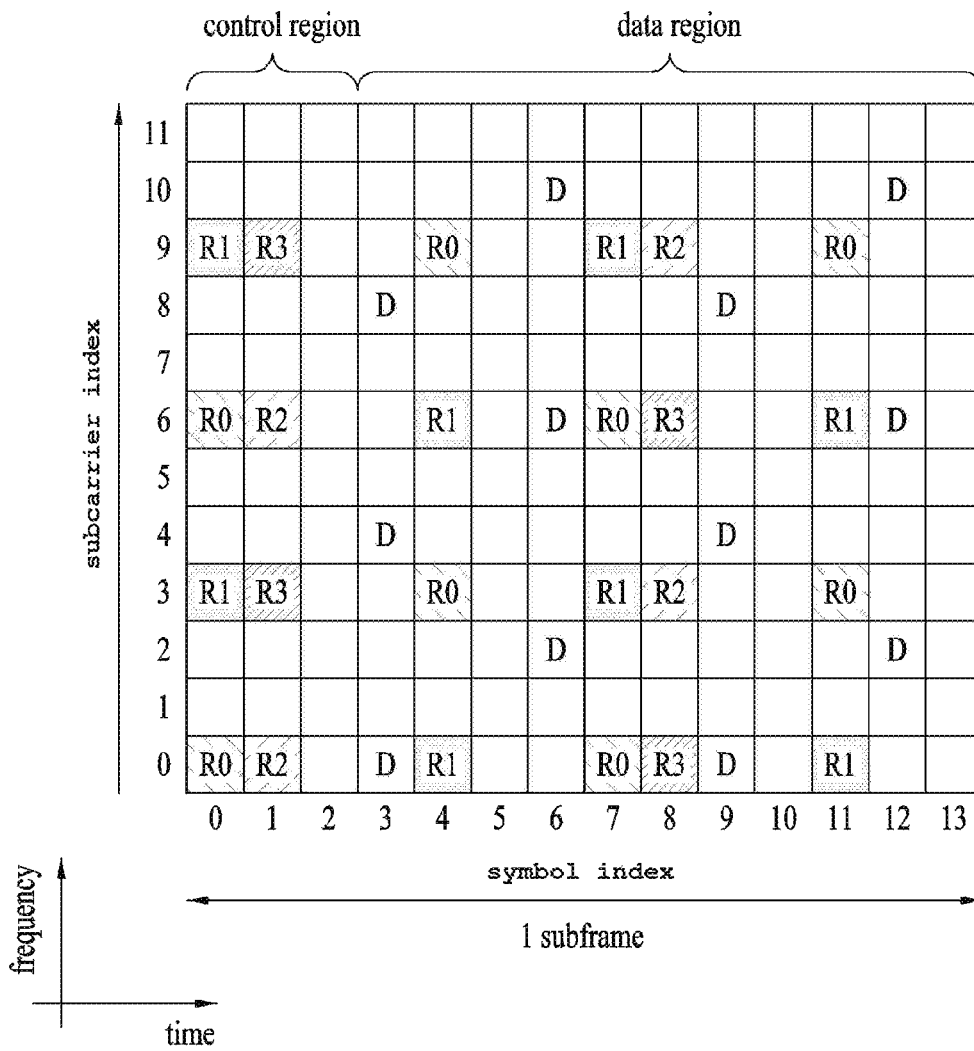 control region data region
11
10 D D
9 R1 R3 R0 R1 R2 R0
8 D D
7
6 R0 R2 R1 D R0 R3 R1 D
5
4 D D
3 R1 R3 R0 R1 R2 R0
2 D D
1
0 R0 R2 D R1 R0 R3 D R1
0 1 2 3 4 5 6 7 8 9 10 11 12 13
subcarrier index
symbol index
1 subframe
frequency
time